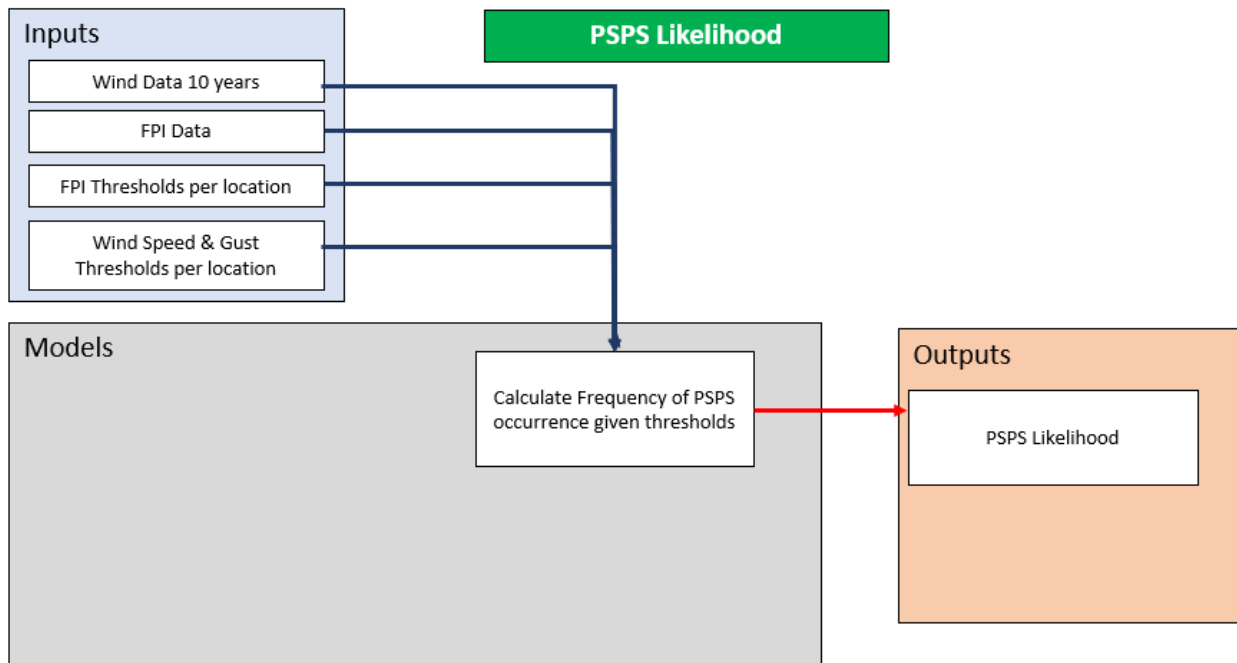 Inputs
PSPS Likelihood
Wind Data 10 years
FPI Data
FPI Thresholds per location
Wind Speed & Gust
Thresholds per location
Models
Calculate Frequency of PSPS
occurrence given thresholds
Outputs
PSPS Likelihood